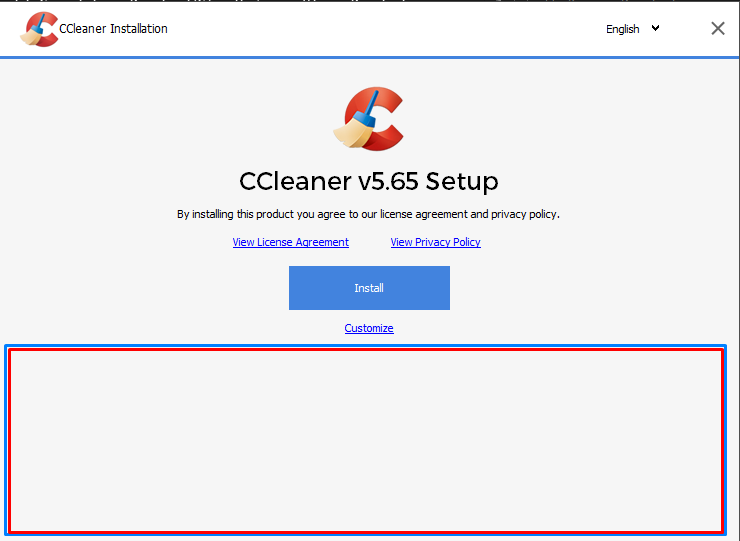 CCleaner Installation
English
CCleaner v5.65 Setup
By installing this product you agree to our license agreement and privacy policy.
View License Agreement
View Privacy Policy
Install
Customize